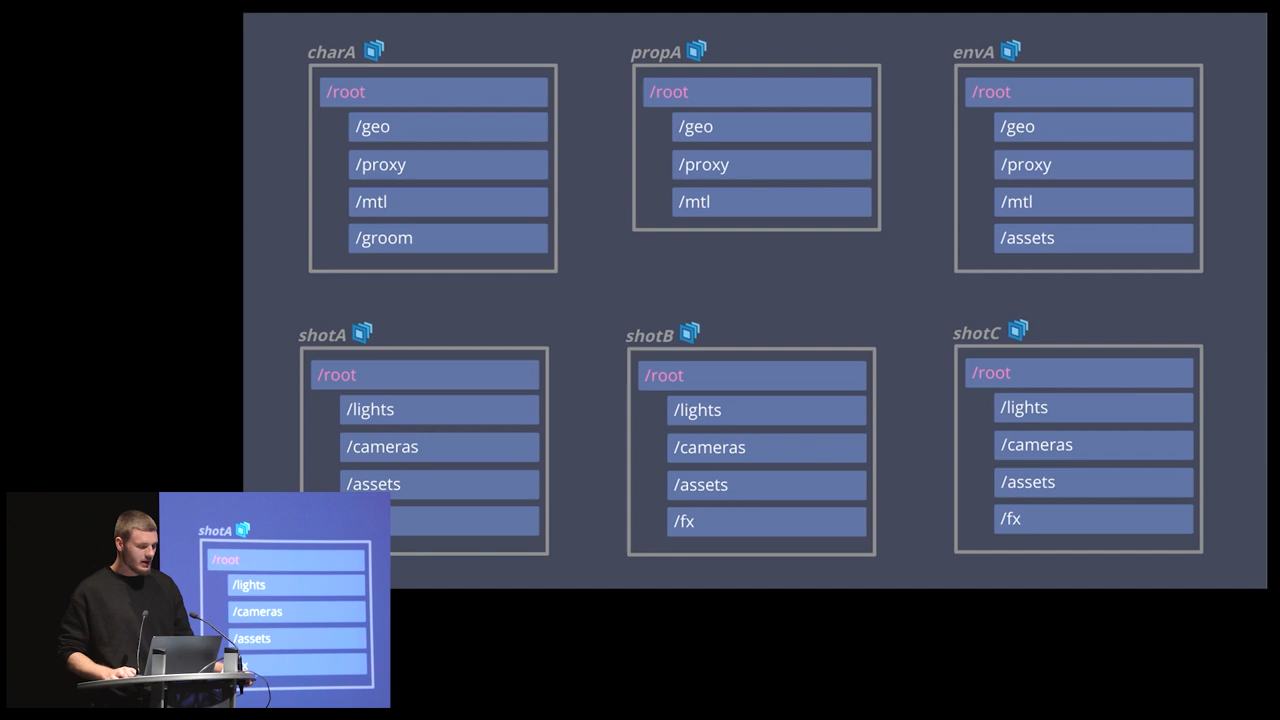 charA
/root
/geo
/proxy
/mtl
/groom
propA
/root
/geo
/proxy
/mtl
envA
/root
/geo
/proxy
/mtl
/assets
shotA
/root
/lights
/cameras
/assets
shotB
/root
/lights
/cameras
/assets
/fx
shotC
/root
/lights
/cameras
/assets
/fx
shotA
/root
/lights
/cameras
/assets